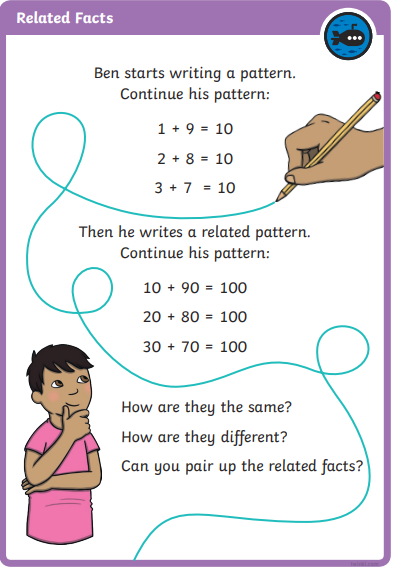 Related Facts
Ben starts writing a pattern.
Continue his pattern:
1 + 9 = 10
2 + 8 = 10
3 + 7 = 10
Then he writes a related pattern.
Continue his pattern:
10 + 90 = 100
20 + 80 = 100
30 + 70 = 100
How are they the same?
How are they different?
Can you pair up the related facts?